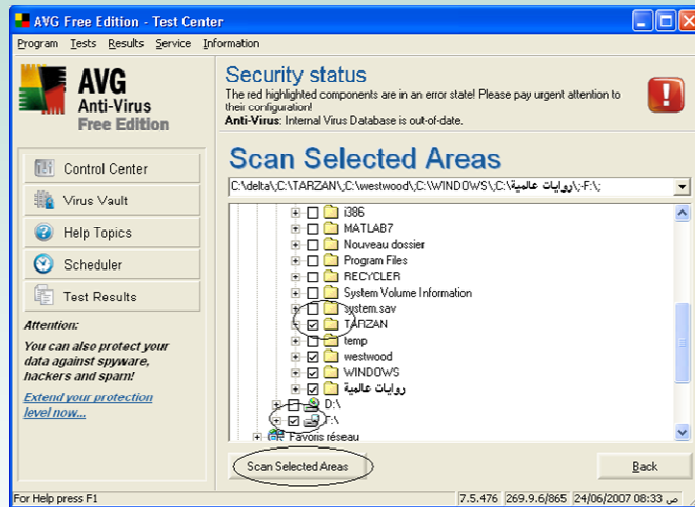 AVG Free Edition - Test Center
Program Tests Results Service Information
AVG
Anti-Virus
Free Edition
Security status
The red highlighted components are in an error state! Please pay urgent attention to
their configuration!
Anti-Virus: Internal Virus Database is out-of-date.
Control Center
Virus Vault
Help Topics
Scheduler
Test Results
Attention:
You can also protect your
data against spyware,
hackers and spam!
Extend your protection
level now...
Scan Selected Areas
C:\delta\;C:\TARZAN\;C:\westwood\;C:\WINDOWS\;C:\روايات عالمية\;-F:\;
i386
MATLAB7
Nouveau dossier
Program Files
RECYCLER
System Volume Information
system.sav
TARZAN
temp
westwood
WINDOWS
روايات عالمية
D:\
F:\
Favoris réseau
Scan Selected Areas
Back
For Help press F1
7.5.476 269.9.6/865 24/06/2007 08:33 ص